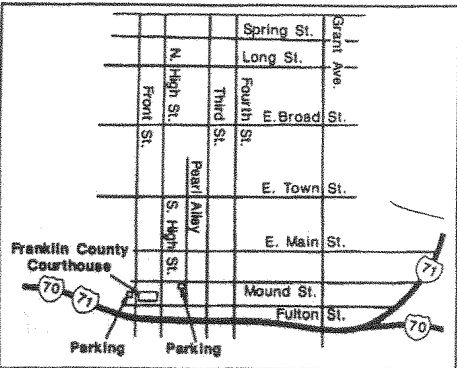 Spring St.
Grant Ave.
Long St.
N. High St.
Front St.
Third St.
Fourth St.
E. Broad St.
Pearl Alley
E. Town St.
S. High St.
E. Main St.
Franklin County
Courthouse
71
70
71
Mound St.
Fulton St.
70
Parking
Parking